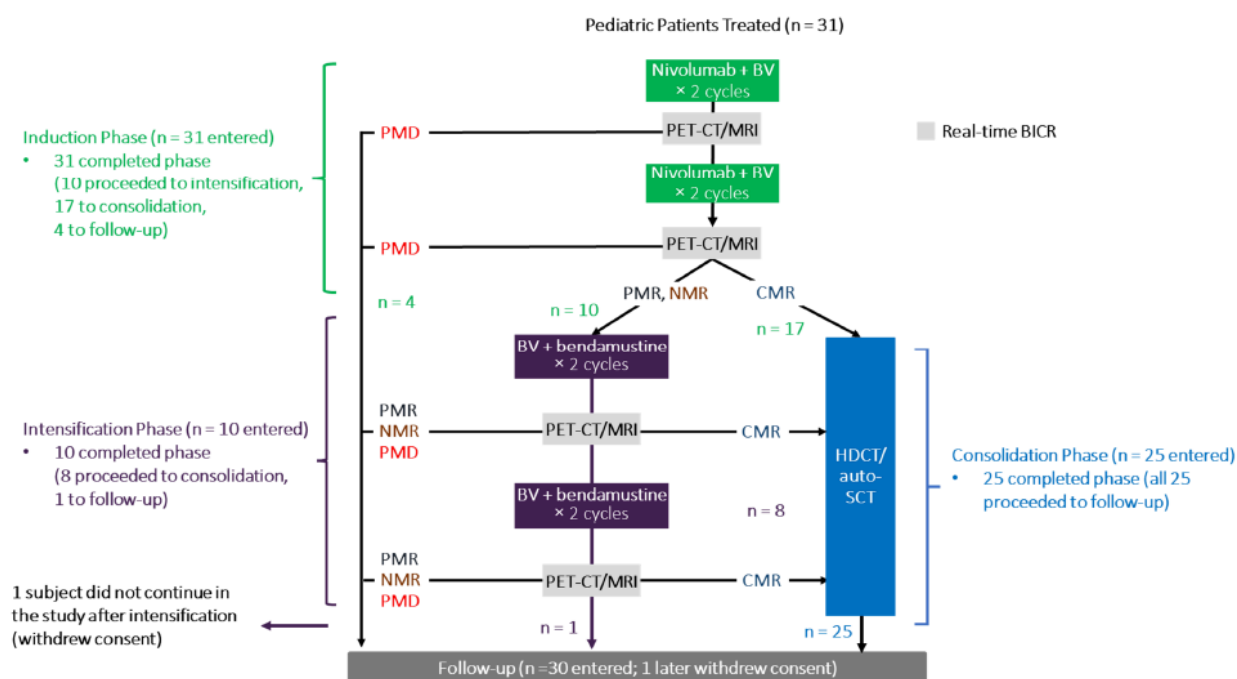 Pediatric Patients Treated (n = 31)
Nivolumab + BV
× 2 cycles
Induction Phase (n = 31 entered)
• 31 completed phase
(10 proceeded to intensification,
17 to consolidation,
4 to follow-up)
PMD
PET-CT/MRI
Real-time BICR
Nivolumab + BV
× 2 cycles
PMD
PET-CT/MRI
n = 4
PMR, NMR
CMR
n = 10
n = 17
BV + bendamustine
× 2 cycles
Intensification Phase (n = 10 entered)
• 10 completed phase
(8 proceeded to consolidation,
1 to follow-up)
PMR
NMR
PMD
PET-CT/MRI
CMR
HDCT/
auto-
SCT
Consolidation Phase (n = 25 entered)
• 25 completed phase (all 25
proceeded to follow-up)
BV + bendamustine
× 2 cycles
n = 8
PMR
NMR
PMD
PET-CT/MRI
CMR
1 subject did not continue in
the study after intensification
(withdrew consent)
n = 1
n = 25
Follow-up (n =30 entered; 1 later withdrew consent)